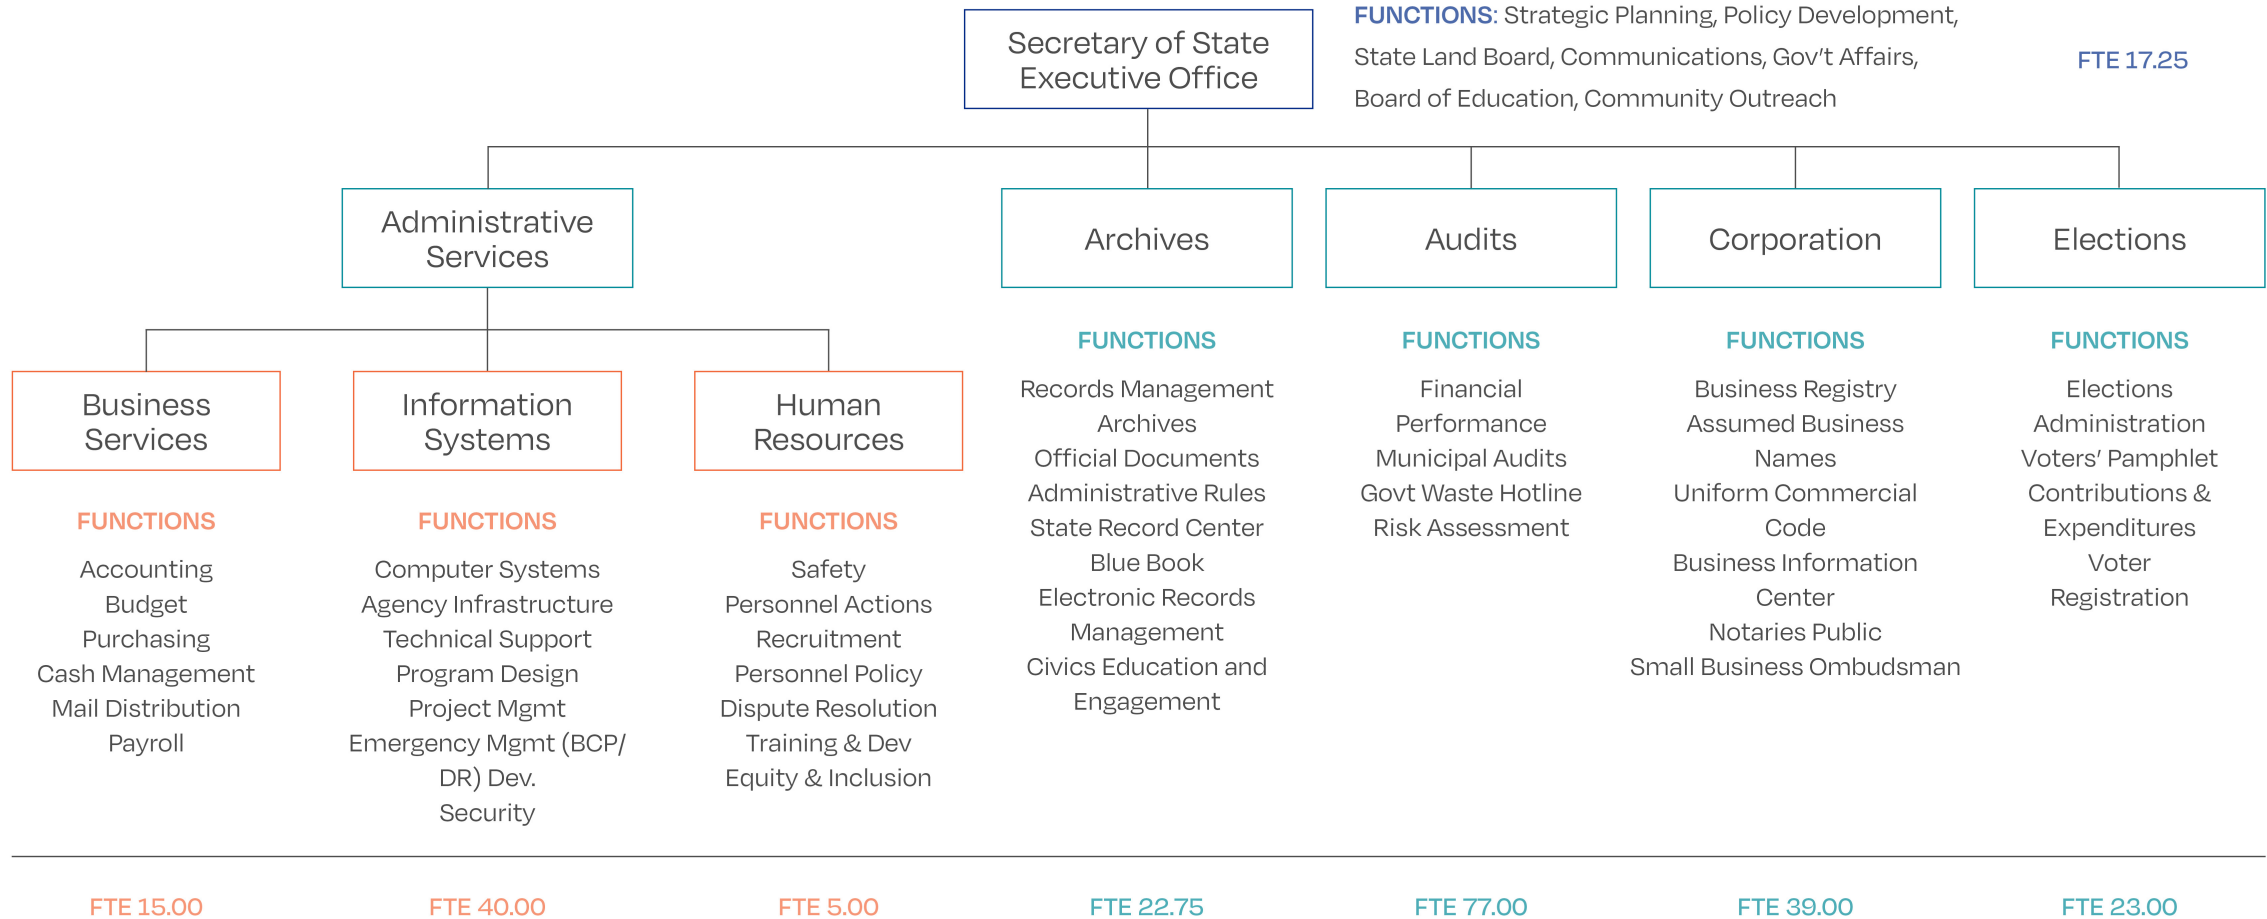 Secretary of State
Executive Office
FUNCTIONS: Strategic Planning, Policy Development,
State Land Board, Communications, Gov’t Affairs,
Board of Education, Community Outreach
FTE 17.25
Administrative
Services
Archives
Audits
Corporation
Elections
Business
Services
FUNCTIONS
Accounting
Budget
Purchasing
Cash Management
Mail Distribution
Payroll
Information
Systems
FUNCTIONS
Computer Systems
Agency Infrastructure
Technical Support
Program Design
Project Mgmt
Emergency Mgmt (BCP/
DR) Dev.
Security
Human
Resources
FUNCTIONS
Safety
Personnel Actions
Recruitment
Personnel Policy
Dispute Resolution
Training & Dev
Equity & Inclusion
FUNCTIONS
Records Management
Archives
Official Documents
Administrative Rules
State Record Center
Blue Book
Electronic Records
Management
Civics Education and
Engagement
FUNCTIONS
Financial
Performance
Municipal Audits
Govt Waste Hotline
Risk Assessment
FUNCTIONS
Business Registry
Assumed Business
Names
Uniform Commercial
Code
Business Information
Center
Notaries Public
Small Business Ombudsman
FUNCTIONS
Elections
Administration
Voters’ Pamphlet
Contributions &
Expenditures
Voter
Registration
FTE 15.00
FTE 40.00
FTE 5.00
FTE 22.75
FTE 77.00
FTE 39.00
FTE 23.00